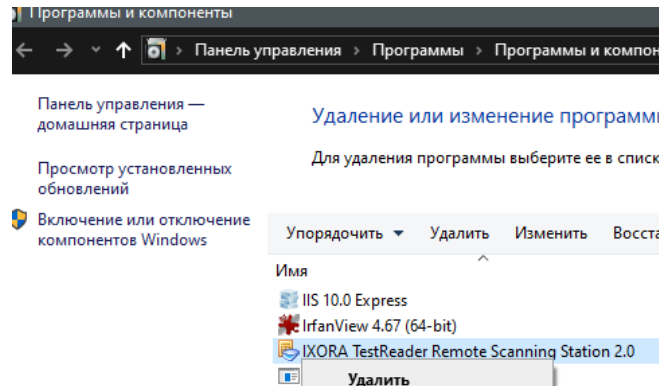 Программы и компоненты
Панель управления > Программы > Программы и компон
Панель управления —
домашняя страница
Просмотр установленных
обновлений
Включение или отключение
компонентов Windows
Удаление или изменение программы
Для удаления программы выберите ее в списк
Упорядочить Удалить Изменить Восста
Имя
IIS 10.0 Express
IrfanView 4.67 (64-bit)
IXORA TestReader Remote Scanning Station 2.0
Удалить